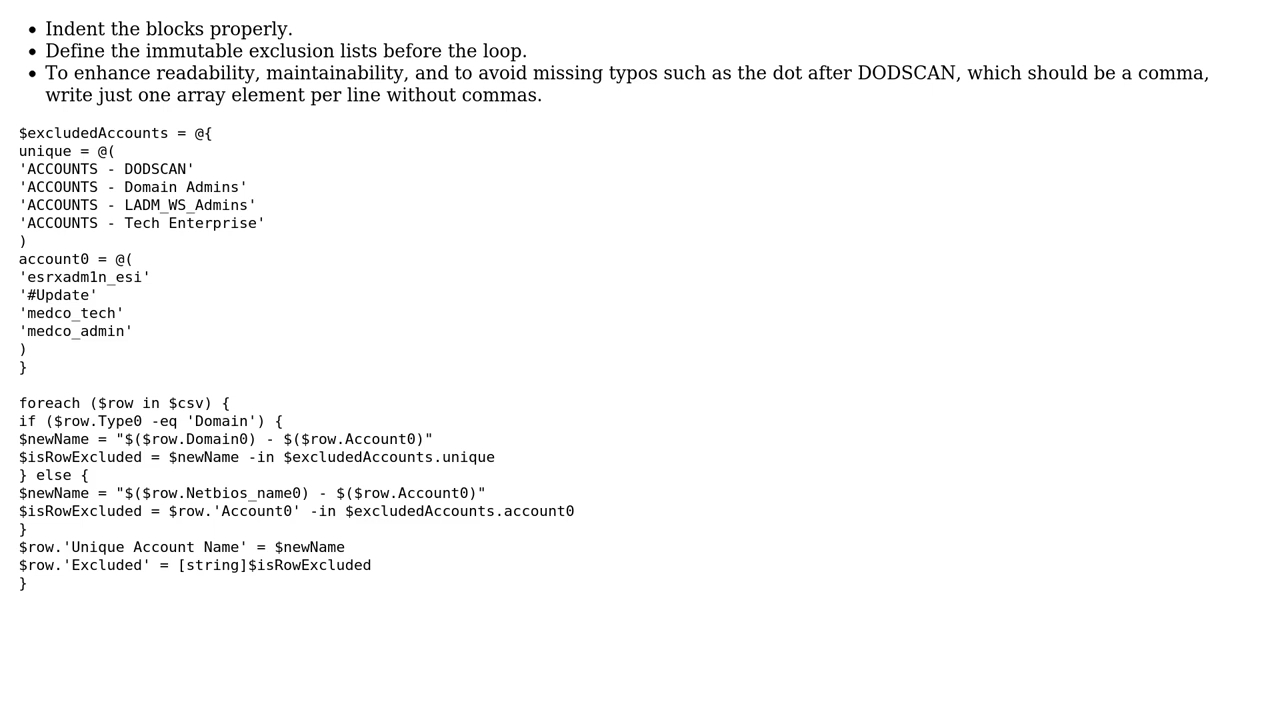 • Indent the blocks properly.
• Define the immutable exclusion lists before the loop.
• To enhance readability, maintainability, and to avoid missing typos such as the dot after DODSCAN, which should be a comma,
write just one array element per line without commas.
$excludedAccounts = @{
unique = @(
'ACCOUNTS - DODSCAN'
'ACCOUNTS - Domain Admins'
'ACCOUNTS - LADM_WS_Admins'
'ACCOUNTS - Tech Enterprise'
)
account0 = @(
'esrxadm1n_esi'
'#Update'
'medco_tech'
'medco_admin'
)
}
foreach ($row in $csv) {
if ($row.Type0 -eq 'Domain') {
$newName = "$($row.Domain0) - $($row.Account0)"
$isRowExcluded = $newName -in $excludedAccounts.unique
} else {
$newName = "$($row.Netbios_name0) - $($row.Account0)"
$isRowExcluded = $row.'Account0' -in $excludedAccounts.account0
}
$row.'Unique Account Name' = $newName
$row.'Excluded' = [string]$isRowExcluded
}